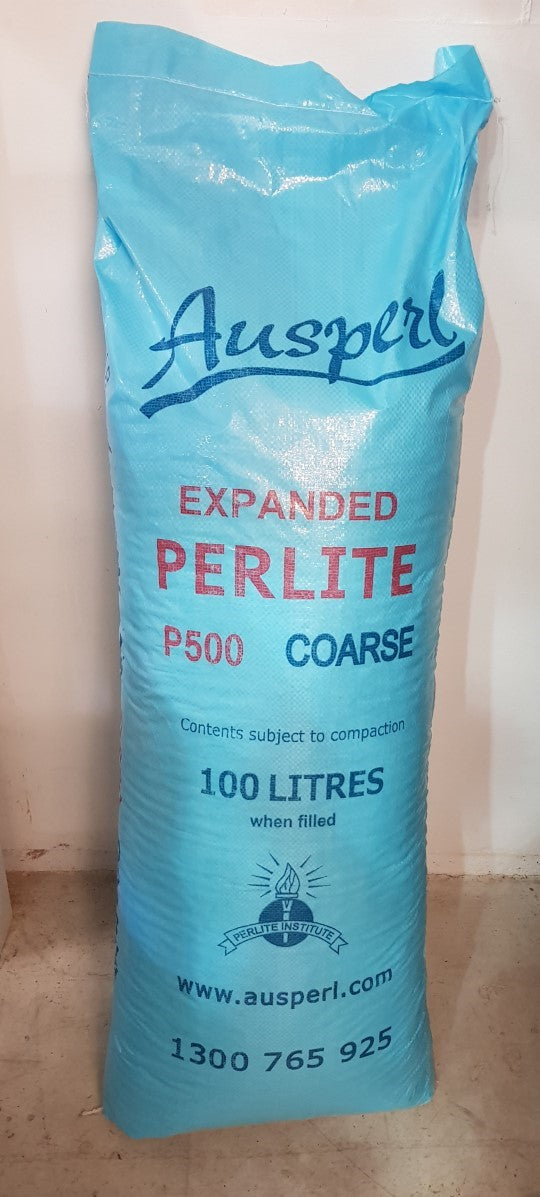 Ausperl
EXPANDED
PERLITE
P500 COARSE
Contents subject to compaction
100 LITRES
when filled
PERLITE INSTITUTE
www.ausperl.com
1300 765 925